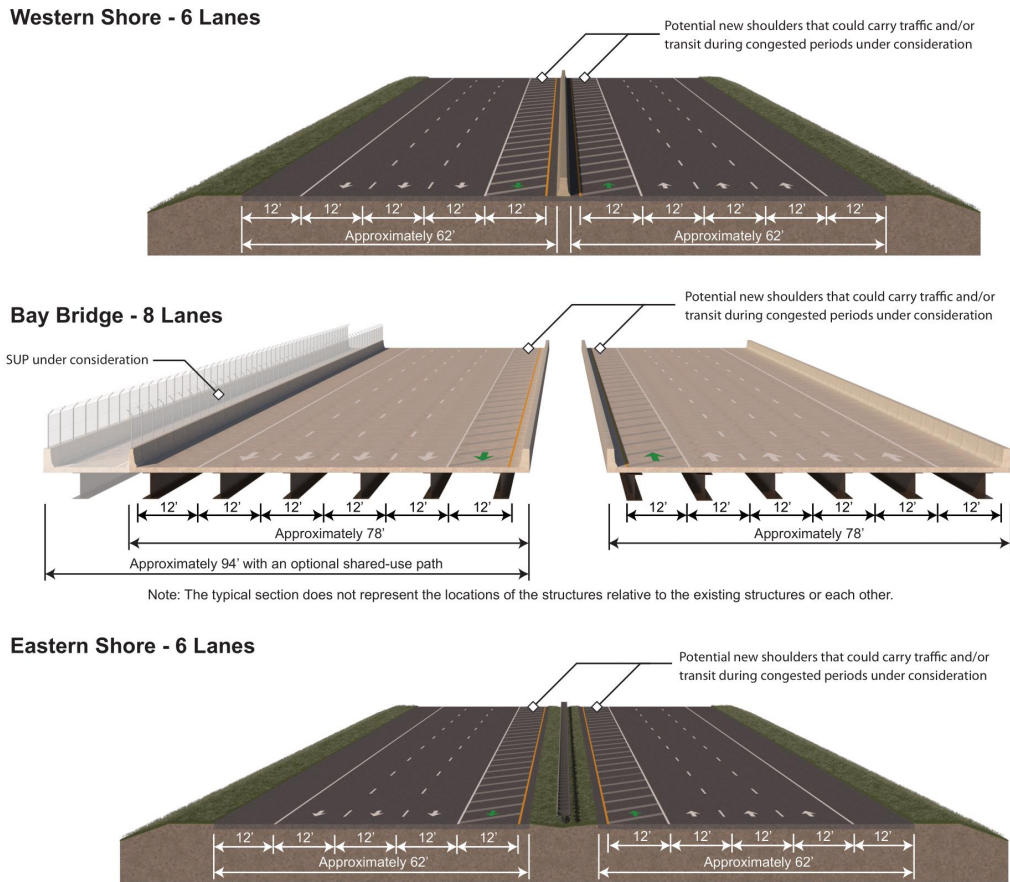 Western Shore - 6 Lanes
Potential new shoulders that could carry traffic and/or
transit during congested periods under consideration
12' 12' 12' 12' 12' 12' 12' 12' 12' 12'
Approximately 62' Approximately 62'
Bay Bridge - 8 Lanes
Potential new shoulders that could carry traffic and/or
transit during congested periods under consideration
SUP under consideration
12' 12' 12' 12' 12' 12' 12' 12' 12' 12' 12' 12'
Approximately 78' Approximately 78'
Approximately 94' with an optional shared-use path
Note: The typical section does not represent the locations of the structures relative to the existing structures or each other.
Eastern Shore - 6 Lanes
Potential new shoulders that could carry traffic and/or
transit during congested periods under consideration
12' 12' 12' 12' 12' 12' 12' 12' 12' 12'
Approximately 62' Approximately 62'